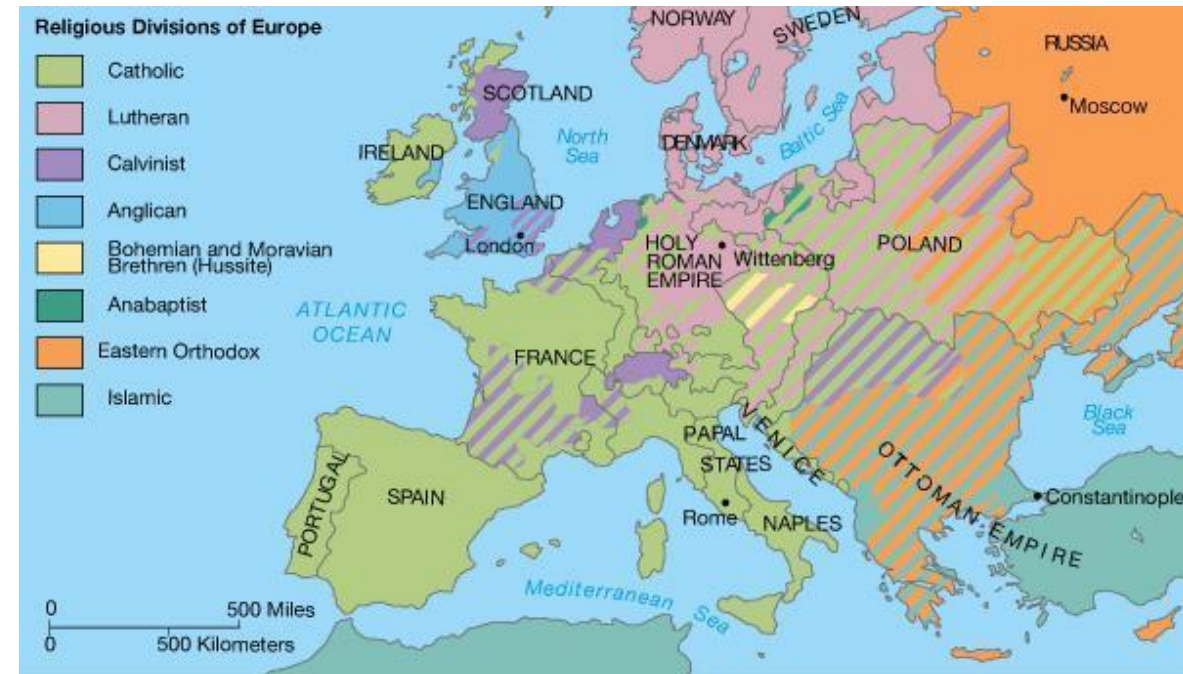 Religious Divisions of Europe
Catholic
Lutheran
Calvinist
Anglican
Bohemian and Moravian
Brethren (Hussite)
Anabaptist
Eastern Orthodox
Islamic
NORWAY
SWEDEN
RUSSIA
Moscow
SCOTLAND
North
Sea
DENMARK
Baltic Sea
IRELAND
ENGLAND
London
HOLY
ROMAN
EMPIRE
Wittenberg
POLAND
ATLANTIC
OCEAN
FRANCE
Black
Sea
PAPAL
STATES
VENICE
OTTOMAN EMPIRE
Constantinople
PORTUGAL
SPAIN
Rome
NAPLES
Mediterranean Sea
0 500 Miles
0 500 Kilometers